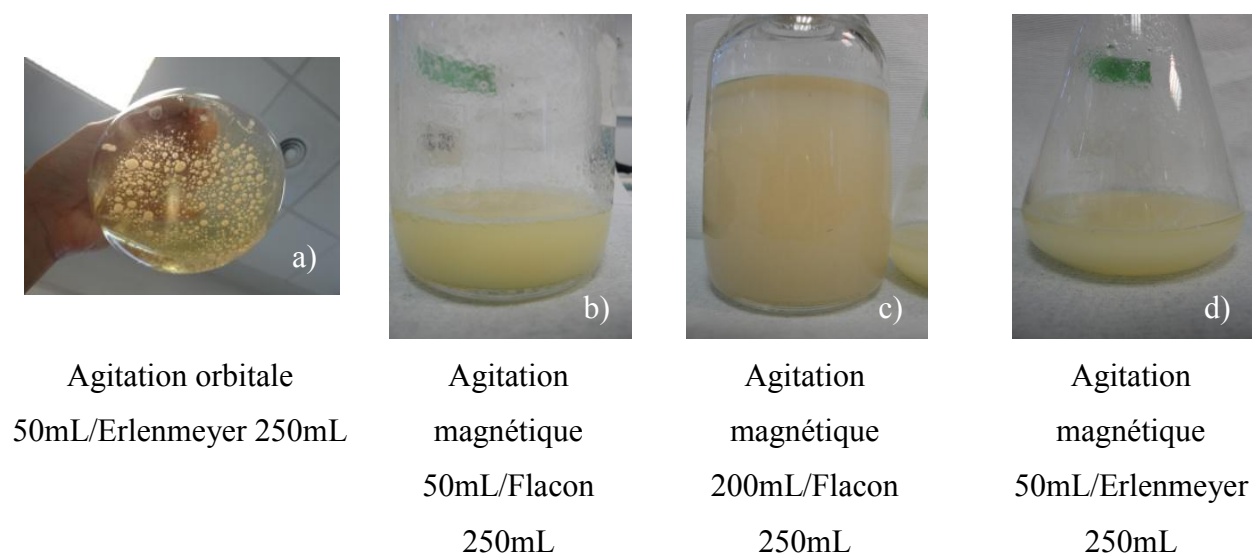 a)
b)
c)
d)
Agitation orbitale
50mL/Erlenmeyer 250mL
Agitation
magnétique
50mL/Flacon
250mL
Agitation
magnétique
200mL/Flacon
250mL
Agitation
magnétique
50mL/Erlenmeyer
250mL